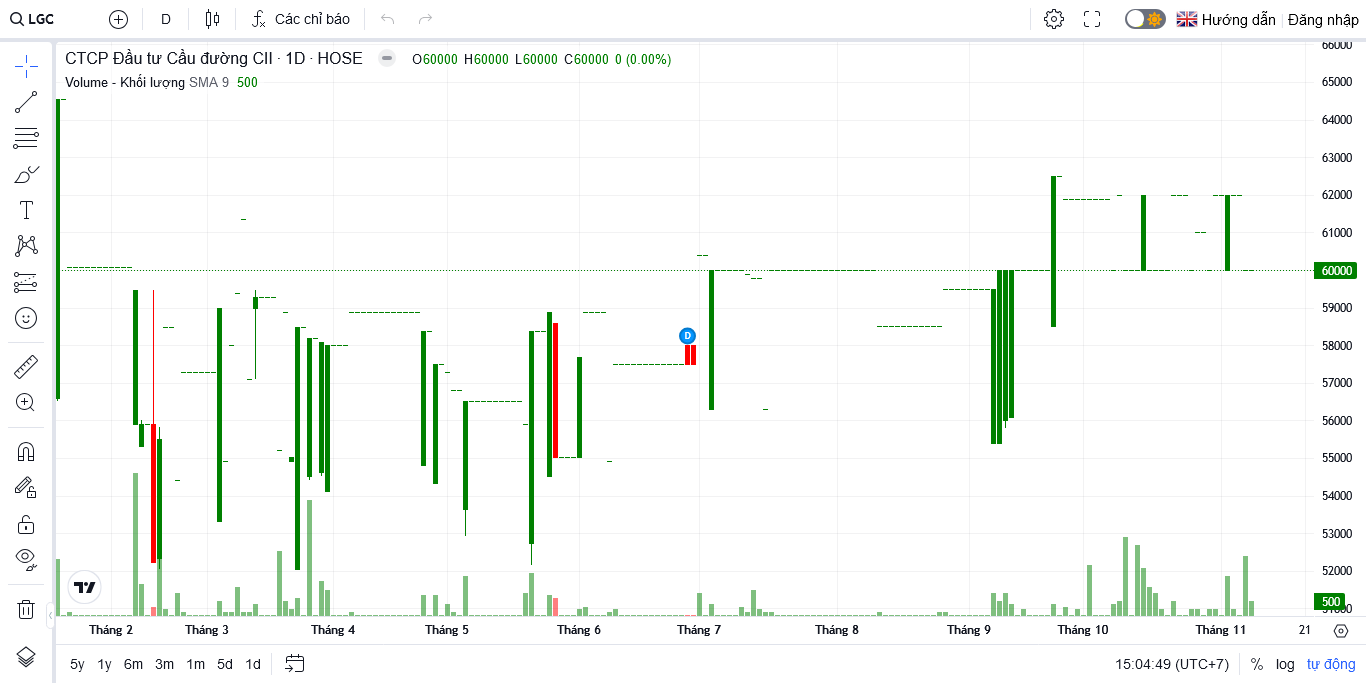 LGC D Các chỉ báo Hướng dẫn Đăng nhập
CTCP Đầu tư Cầu đường CII · 1D · HOSE O60000 H60000 L60000 C60000 0 (0.00%)
Volume - Khối lượng SMA 9 500
66000
65000
64000
63000
62000
61000
60000
59000
58000
D
57000
56000
55000
54000
53000
52000
500
51000
Tháng 2 Tháng 3 Tháng 4 Tháng 5 Tháng 6 Tháng 7 Tháng 8 Tháng 9 Tháng 10 Tháng 11 21
5y 1y 6m 3m 1m 5d 1d 15:04:49 (UTC+7) % log tự động